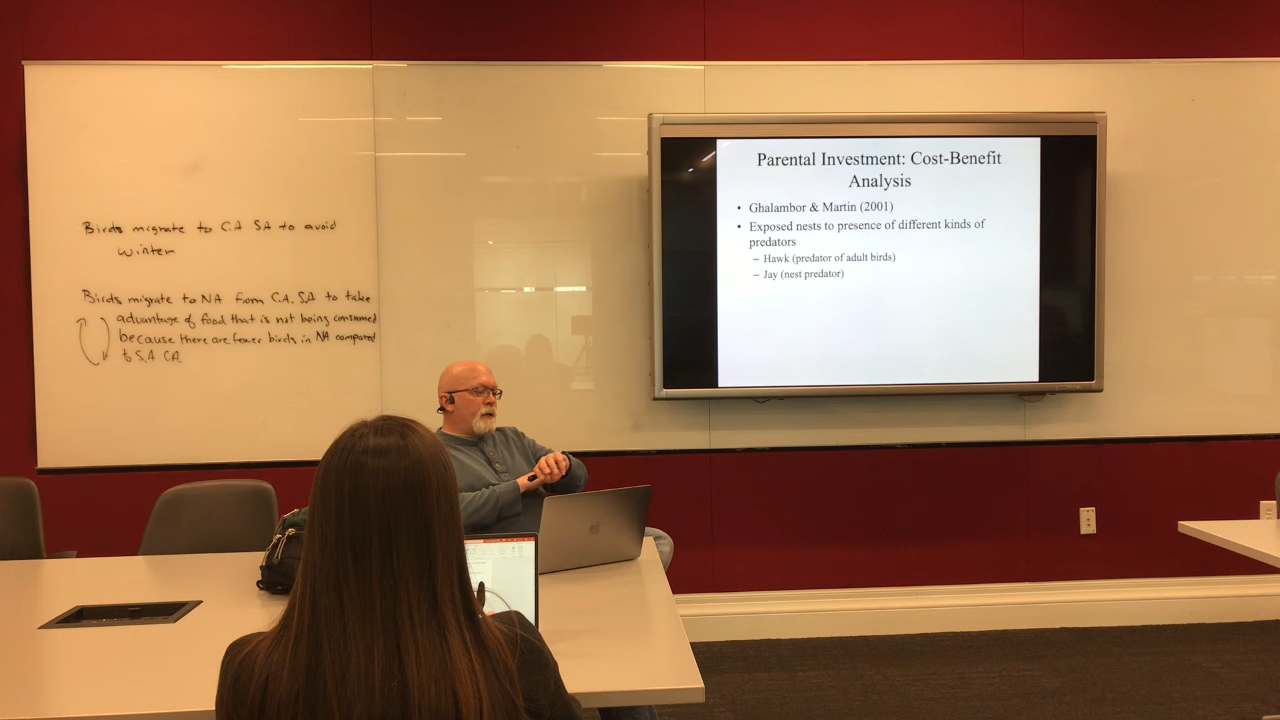 Birds migrate to C.A SA to avoid
winter
Birds migrate to NA from C.A. SA to take
advantage of food that is not being consumed
because there are fewer birds in NA compared
to S.A CA.
Parental Investment: Cost-Benefit
Analysis
• Ghalambor & Martin (2001)
• Exposed nests to presence of different kinds of
predators
– Hawk (predator of adult birds)
– Jay (nest predator)